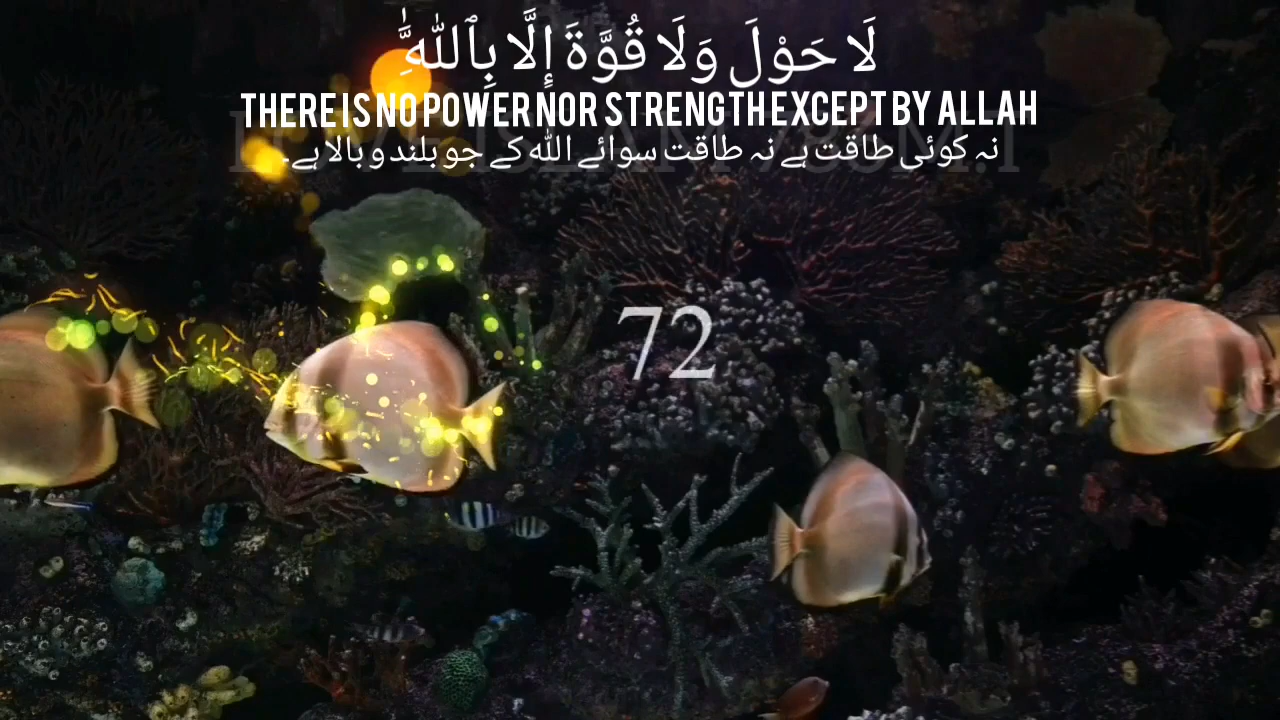 لَا حَوْلَ وَلَا قُوَّةَ إِلَّا بِٱللَّٰهِ
THERE IS NO POWER NOR STRENGTH EXCEPT BY ALLAH
نہ کوئی طاقت ہے نہ طاقت سوائے اللہ کے جو بلند و بالا ہے۔
72